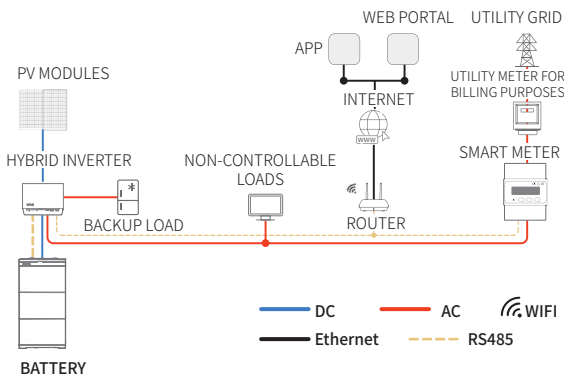 WEB PORTAL
UTILITY GRID
APP
PV MODULES
INTERNET
UTILITY METER FOR
BILLING PURPOSES
WWW
HYBRID INVERTER
NON-CONTROLLABLE
LOADS
SMART METER
BACKUP LOAD
ROUTER
DC
AC
WIFI
Ethernet
RS485
BATTERY